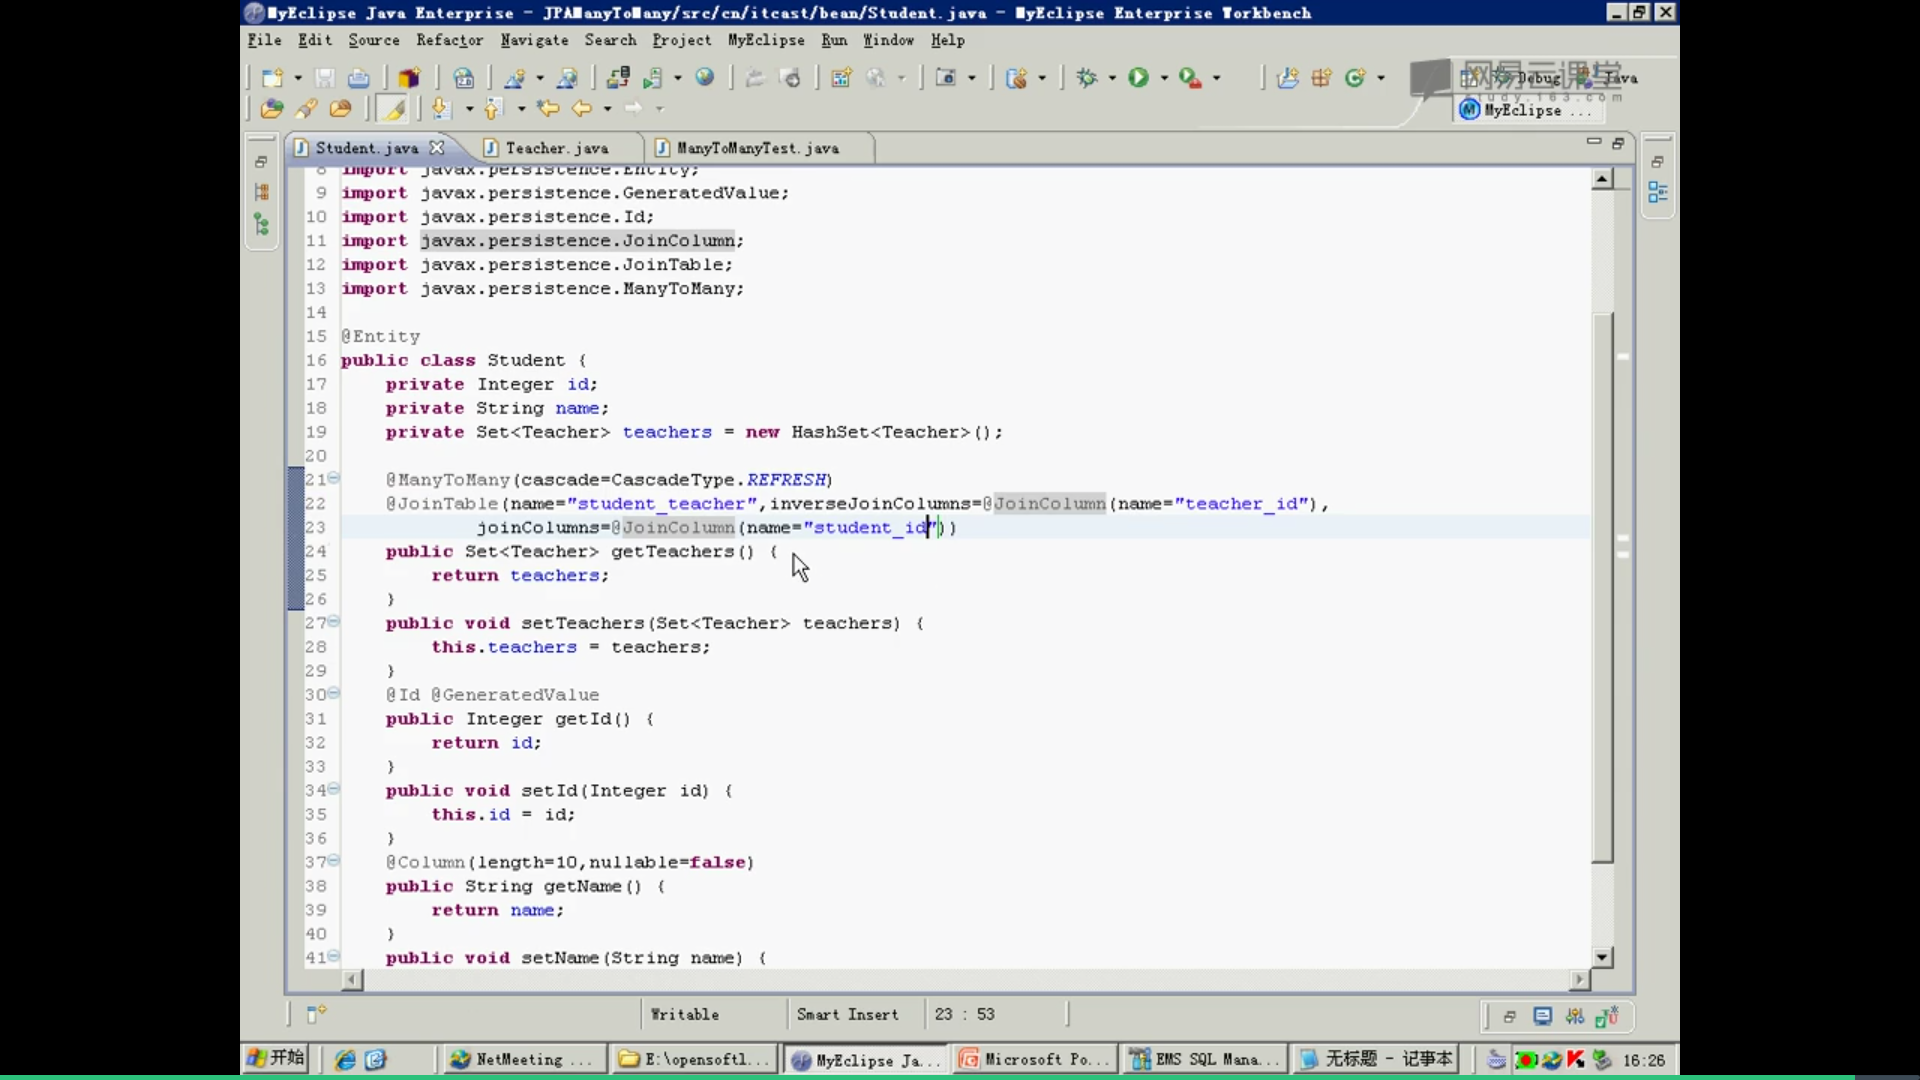 MyEclipse Java Enterprise - JPAManyToMany/src/cn/itcast/bean/Student.java - MyEclipse Enterprise Workbench
File Edit Source Refactor Navigate Search Project MyEclipse Run Window Help
网易云课堂
Debug Java
study.163.com
MyEclipse ...
Student.java Teacher.java ManyToManyTest.java
8 import javax.persistence.Entity;
9 import javax.persistence.GeneratedValue;
10 import javax.persistence.Id;
11 import javax.persistence.JoinColumn;
12 import javax.persistence.JoinTable;
13 import javax.persistence.ManyToMany;
14
15 @Entity
16 public class Student {
17 private Integer id;
18 private String name;
19 private Set<Teacher> teachers = new HashSet<Teacher>();
20
21 @ManyToMany(cascade=CascadeType.REFRESH)
22 @JoinTable(name="student_teacher",inverseJoinColumns=@JoinColumn(name="teacher_id"),
23 joinColumns=@JoinColumn(name="student_id"))
24 public Set<Teacher> getTeachers() {
25 return teachers;
26 }
27 public void setTeachers(Set<Teacher> teachers) {
28 this.teachers = teachers;
29 }
30 @Id @GeneratedValue
31 public Integer getId() {
32 return id;
33 }
34 public void setId(Integer id) {
35 this.id = id;
36 }
37 @Column(length=10,nullable=false)
38 public String getName() {
39 return name;
40 }
41 public void setName(String name) {
Writable Smart Insert 23 : 53
开始 NetMeeting ... E:\opensoftl... MyEclipse Ja... Microsoft Po... EMS SQL Mana... 无标题 - 记事本 16:26